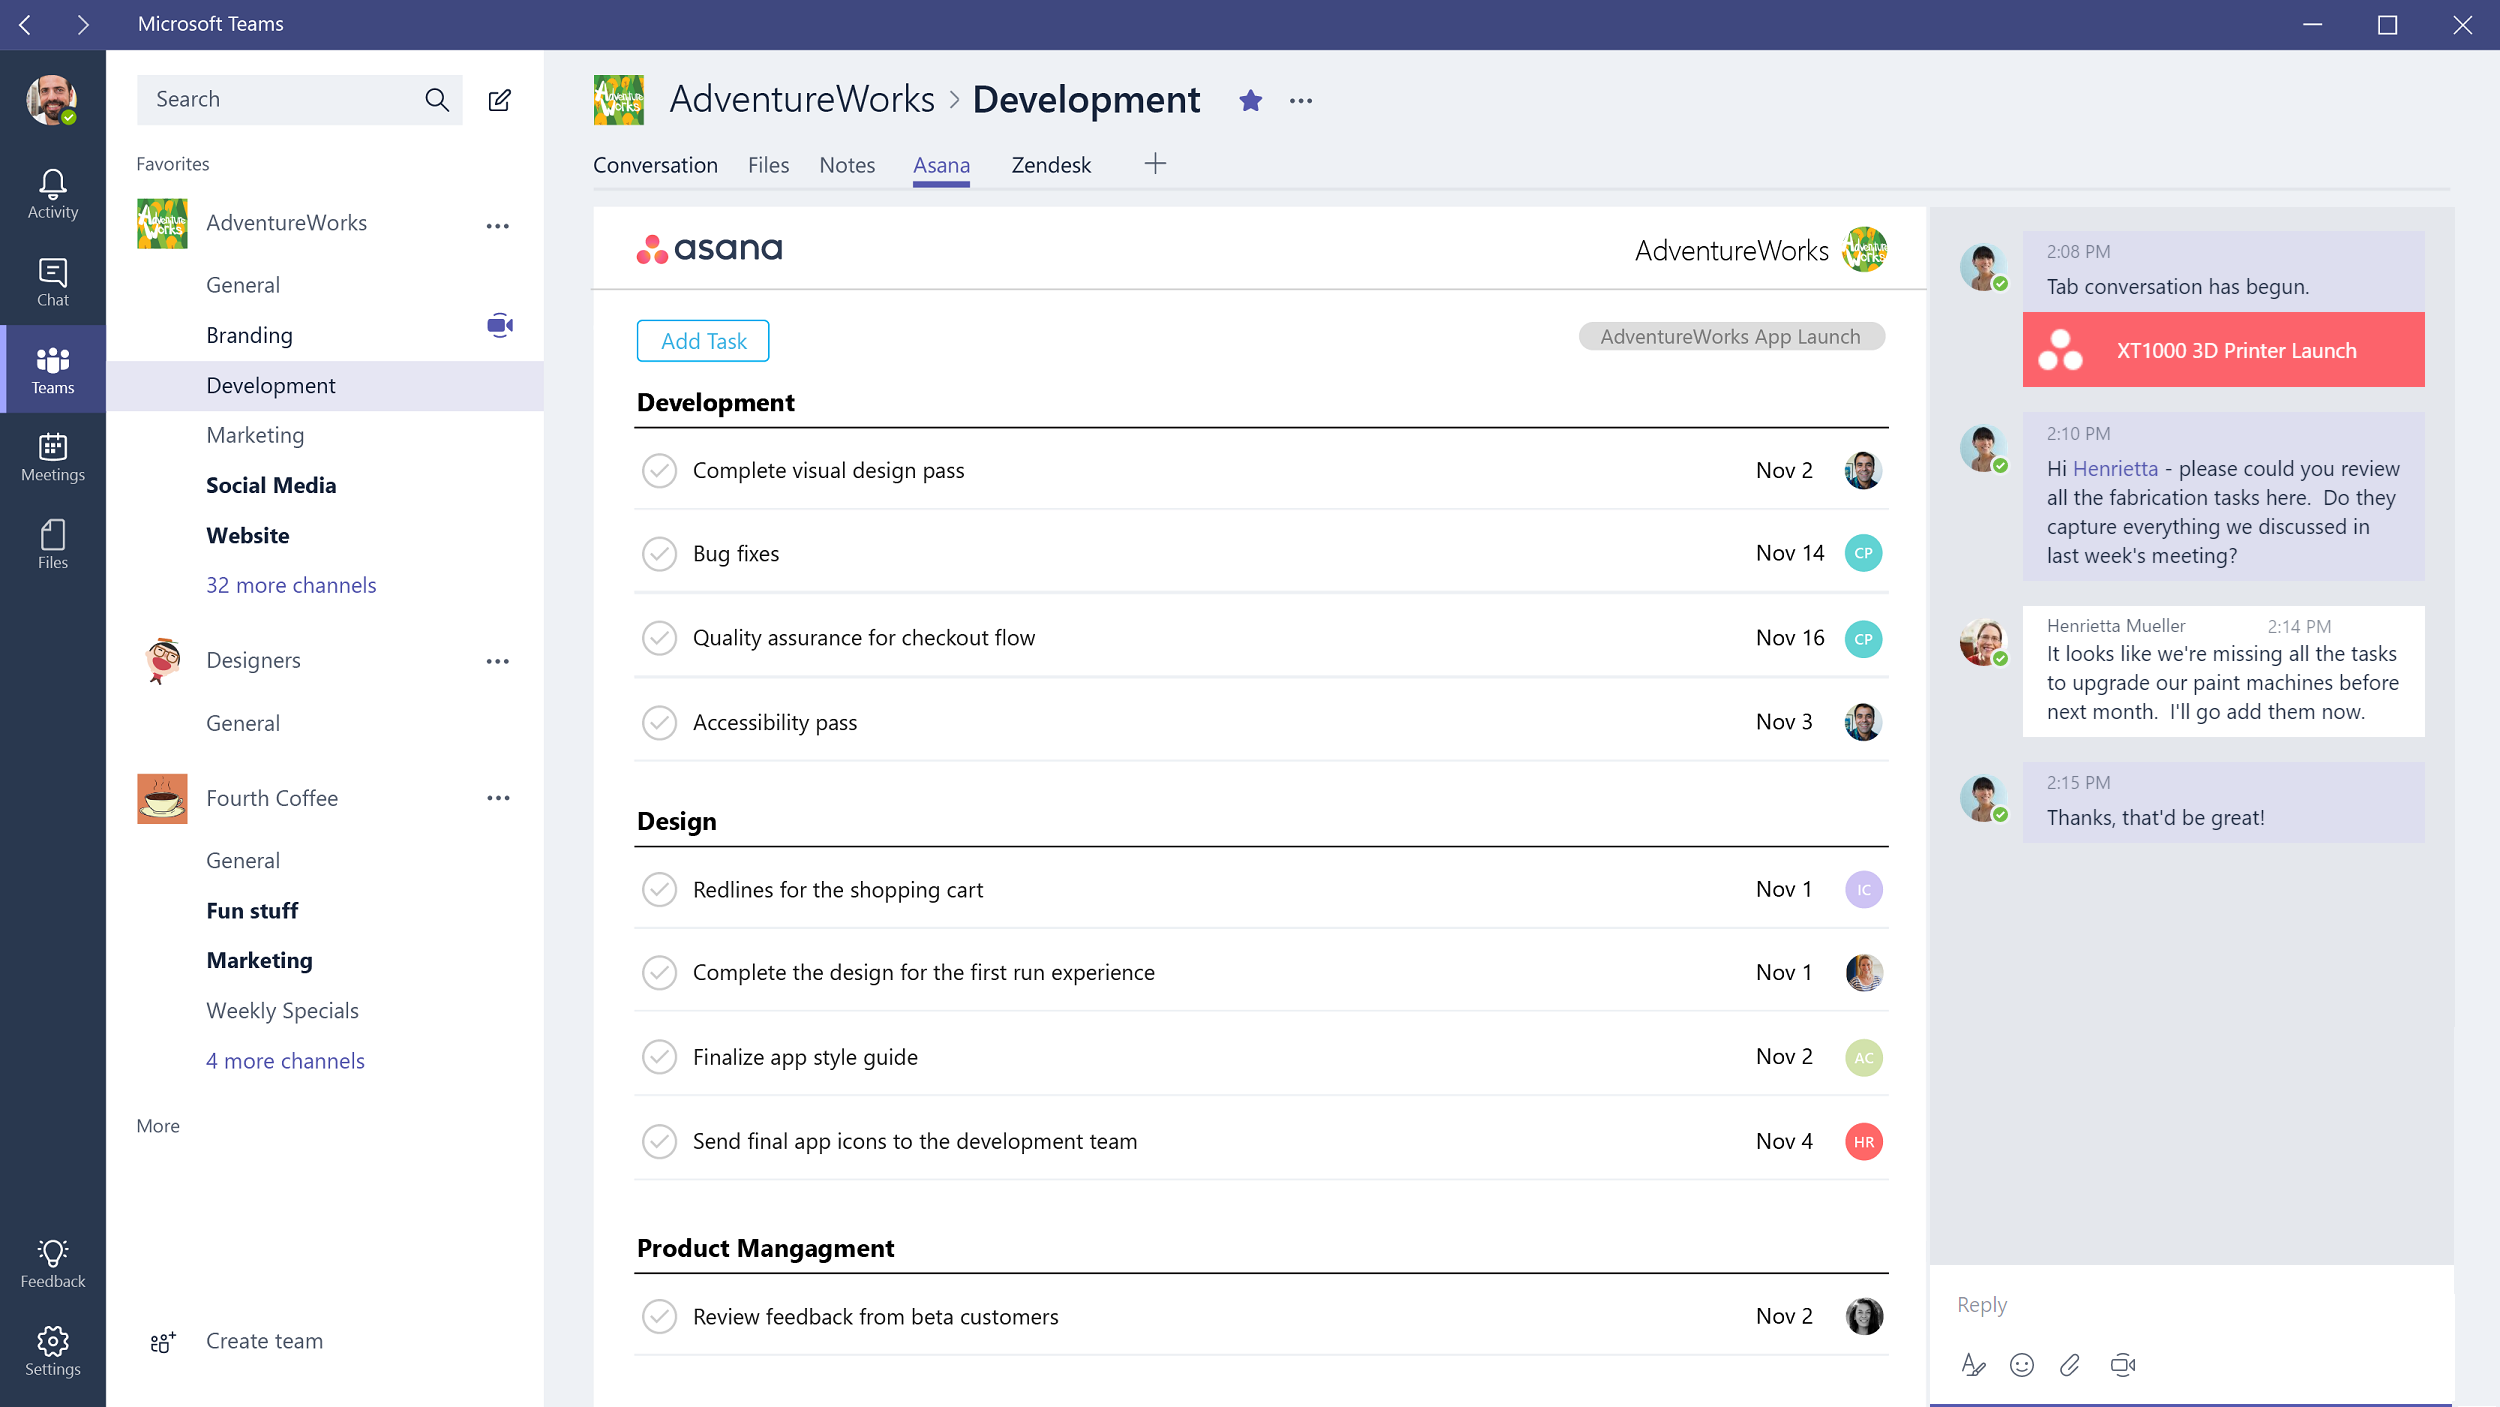 Microsoft Teams
Activity
Chat
Teams
Meetings
Files
Feedback
Settings
Search
Favorites
AdventureWorks
General
Branding
Development
Marketing
Social Media
Website
32 more channels
Designers
General
Fourth Coffee
General
Fun stuff
Marketing
Weekly Specials
4 more channels
More
Create team
Adventure
Works
AdventureWorks > Development
Conversation Files Notes Asana Zendesk
asana
AdventureWorks
Add Task
AdventureWorks App Launch
Development
Complete visual design pass Nov 2
Bug fixes Nov 14 CP
Quality assurance for checkout flow Nov 16 CP
Accessibility pass Nov 3
Design
Redlines for the shopping cart Nov 1 IC
Complete the design for the first run experience Nov 1
Finalize app style guide Nov 2 AC
Send final app icons to the development team Nov 4 HR
Product Mangagment
Review feedback from beta customers Nov 2
2:08 PM
Tab conversation has begun.
XT1000 3D Printer Launch
2:10 PM
Hi Henrietta - please could you review
all the fabrication tasks here. Do they
capture everything we discussed in
last week's meeting?
Henrietta Mueller 2:14 PM
It looks like we're missing all the tasks
to upgrade our paint machines before
next month. I'll go add them now.
2:15 PM
Thanks, that'd be great!
Reply